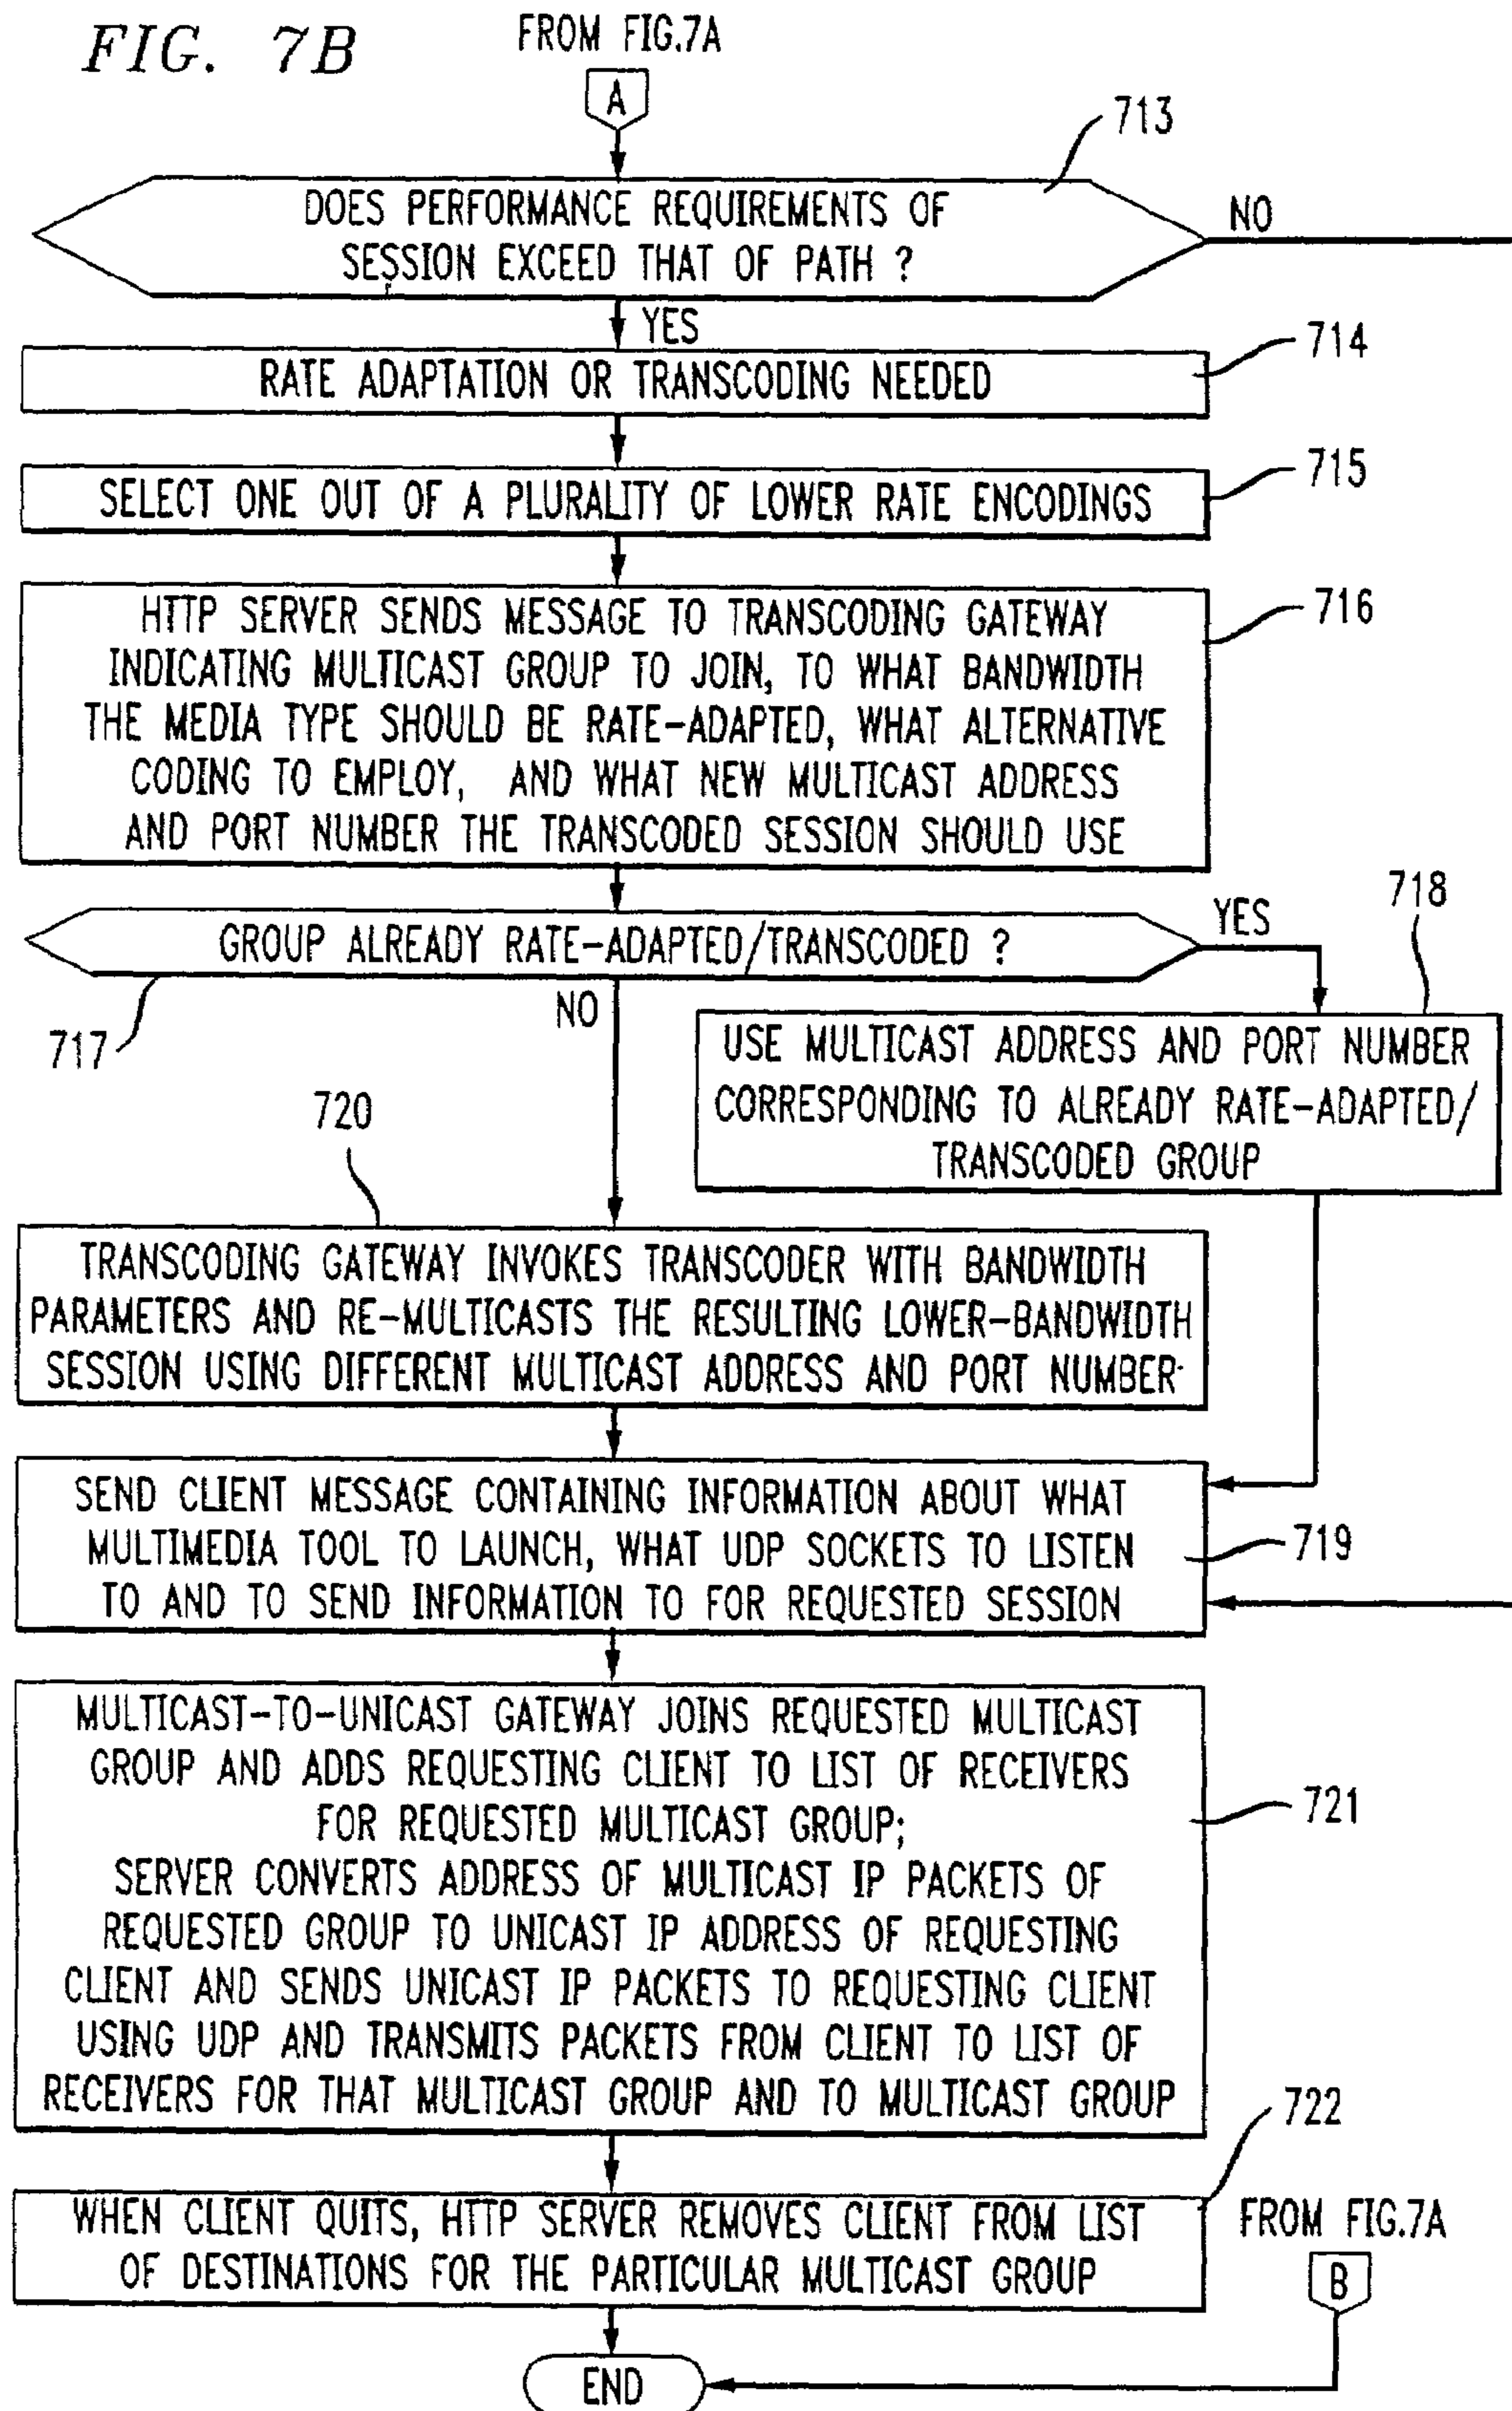 FIG. 7B
FROM FIG.7A
A
713
DOES PERFORMANCE REQUIREMENTS OF
SESSION EXCEED THAT OF PATH ?
NO
YES
714
RATE ADAPTATION OR TRANSCODING NEEDED
715
SELECT ONE OUT OF A PLURALITY OF LOWER RATE ENCODINGS
716
HTTP SERVER SENDS MESSAGE TO TRANSCODING GATEWAY
INDICATING MULTICAST GROUP TO JOIN, TO WHAT BANDWIDTH
THE MEDIA TYPE SHOULD BE RATE-ADAPTED, WHAT ALTERNATIVE
CODING TO EMPLOY, AND WHAT NEW MULTICAST ADDRESS
AND PORT NUMBER THE TRANSCODED SESSION SHOULD USE
GROUP ALREADY RATE-ADAPTED/TRANSCODED ?
YES
718
717
NO
USE MULTICAST ADDRESS AND PORT NUMBER
CORRESPONDING TO ALREADY RATE-ADAPTED/
TRANSCODED GROUP
720
TRANSCODING GATEWAY INVOKES TRANSCODER WITH BANDWIDTH
PARAMETERS AND RE-MULTICASTS THE RESULTING LOWER-BANDWIDTH
SESSION USING DIFFERENT MULTICAST ADDRESS AND PORT NUMBER
SEND CLIENT MESSAGE CONTAINING INFORMATION ABOUT WHAT
MULTIMEDIA TOOL TO LAUNCH, WHAT UDP SOCKETS TO LISTEN
TO AND TO SEND INFORMATION TO FOR REQUESTED SESSION
719
MULTICAST-TO-UNICAST GATEWAY JOINS REQUESTED MULTICAST
GROUP AND ADDS REQUESTING CLIENT TO LIST OF RECEIVERS
FOR REQUESTED MULTICAST GROUP;
SERVER CONVERTS ADDRESS OF MULTICAST IP PACKETS OF
REQUESTED GROUP TO UNICAST IP ADDRESS OF REQUESTING
CLIENT AND SENDS UNICAST IP PACKETS TO REQUESTING CLIENT
USING UDP AND TRANSMITS PACKETS FROM CLIENT TO LIST OF
RECEIVERS FOR THAT MULTICAST GROUP AND TO MULTICAST GROUP
721
722
WHEN CLIENT QUITS, HTTP SERVER REMOVES CLIENT FROM LIST
OF DESTINATIONS FOR THE PARTICULAR MULTICAST GROUP
FROM FIG.7A
B
END